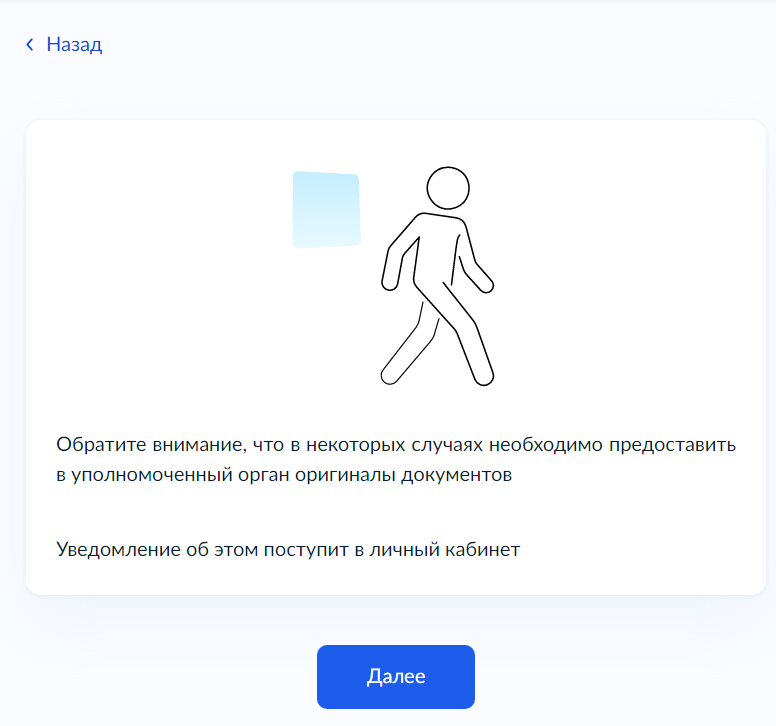 Назад
Обратите внимание, что в некоторых случаях необходимо предоставить
в уполномоченный орган оригиналы документов
Уведомление об этом поступит в личный кабинет
Далее